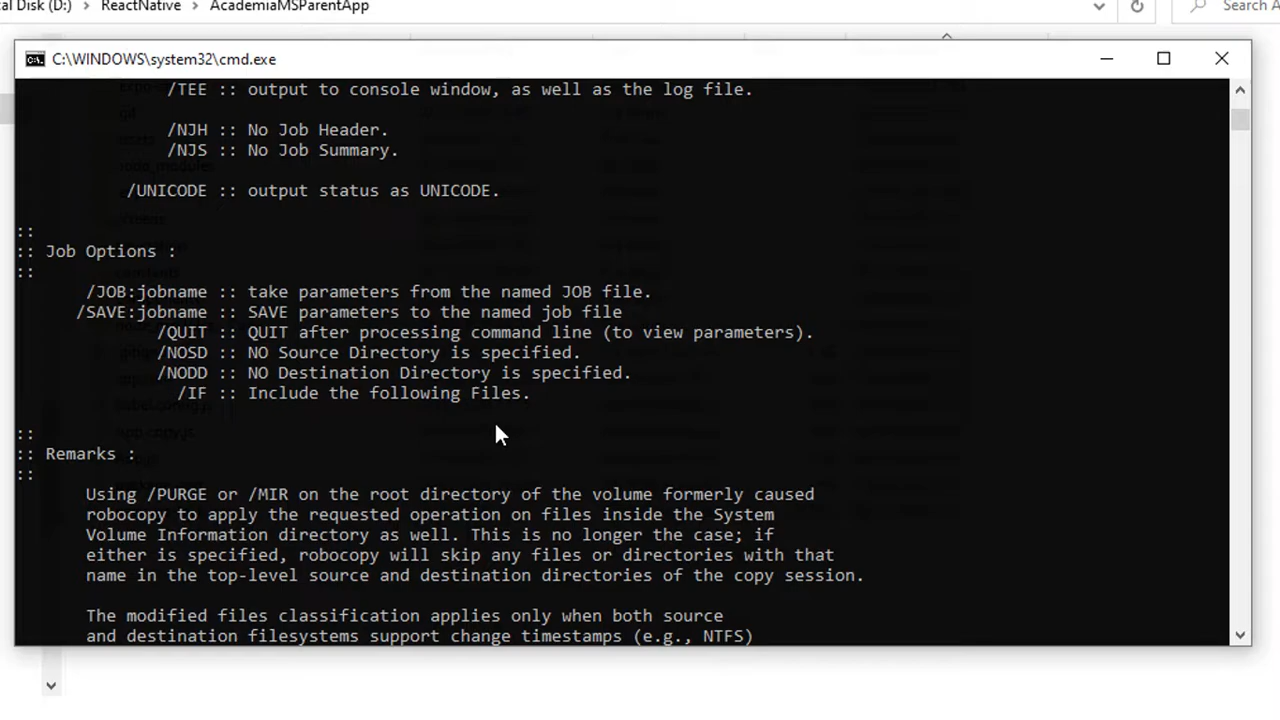 cal Disk (D:) > ReactNative > AcademiaMSParentApp
Search A
C:\WINDOWS\system32\cmd.exe
/TEE :: output to console window, as well as the log file.
/NJH :: No Job Header.
/NJS :: No Job Summary.
/UNICODE :: output status as UNICODE.
::
:: Job Options :
::
/JOB:jobname :: take parameters from the named JOB file.
/SAVE:jobname :: SAVE parameters to the named job file
/QUIT :: QUIT after processing command line (to view parameters).
/NOSD :: NO Source Directory is specified.
/NODD :: NO Destination Directory is specified.
/IF :: Include the following Files.
::
:: Remarks :
::
Using /PURGE or /MIR on the root directory of the volume formerly caused
robocopy to apply the requested operation on files inside the System
Volume Information directory as well. This is no longer the case; if
either is specified, robocopy will skip any files or directories with that
name in the top-level source and destination directories of the copy session.
The modified files classification applies only when both source
and destination filesystems support change timestamps (e.g., NTFS)